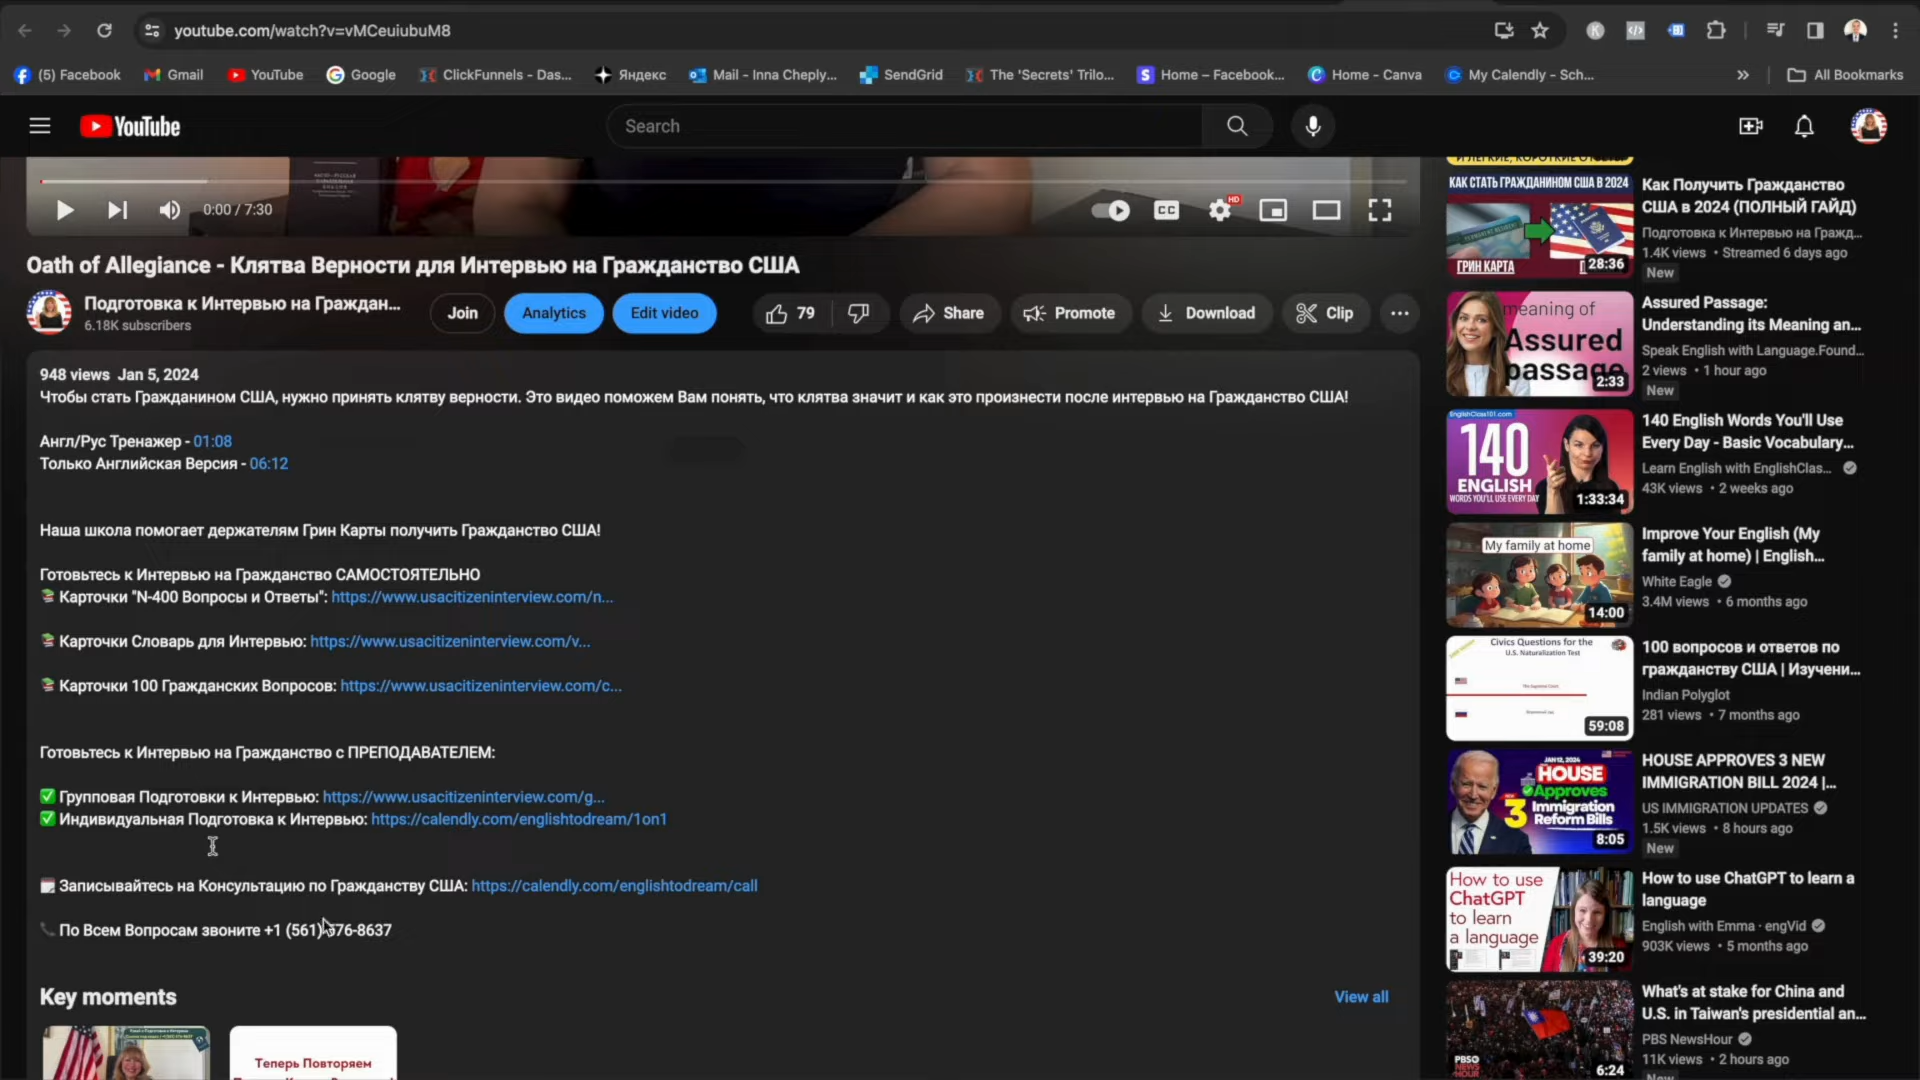 youtube.com/watch?v=vMCeuiubuM8
(5) Facebook
Gmail
YouTube
Google
ClickFunnels - Das...
Яндекс
Mail - Inna Cheply...
SendGrid
The 'Secrets' Trilo...
Home – Facebook...
Home - Canva
My Calendly - Sch...
All Bookmarks
YouTube
Search
0:00 / 7:30
CC
HD
Oath of Allegiance - Клятва Верности для Интервью на Гражданство США
Подготовка к Интервью на Граждан...
6.18K subscribers
Join
Analytics
Edit video
79
Share
Promote
Download
Clip
948 views Jan 5, 2024
Чтобы стать Гражданином США, нужно принять клятву верности. Это видео поможем Вам понять, что клятва значит и как это произнести после интервью на Гражданство США!
Англ/Рус Тренажер - 01:08
Только Английская Версия - 06:12
Наша школа помогает держателям Грин Карты получить Гражданство США!
Готовьтесь к Интервью на Гражданство САМОСТОЯТЕЛЬНО
Карточки "N-400 Вопросы и Ответы": https://www.usacitizeninterview.com/n...
Карточки Словарь для Интервью: https://www.usacitizeninterview.com/v...
Карточки 100 Гражданских Вопросов: https://www.usacitizeninterview.com/c...
Готовьтесь к Интервью на Гражданство с ПРЕПОДАВАТЕЛЕМ:
Групповая Подготовки к Интервью: https://www.usacitizeninterview.com/g...
Индивидуальная Подготовка к Интервью: https://calendly.com/englishtodream/1on1
Записывайтесь на Консультацию по Гражданству США: https://calendly.com/englishtodream/call
По Всем Вопросам звоните +1 (561) 576-8637
Key moments
View all
Теперь Повторяем
И ЛЕГКИЕ, КОРОТКИЕ ОТВЕТЫ
КАК СТАТЬ ГРАЖДАНИНОМ США В 2024
ГРИН КАРТА
28:36
Как Получить Гражданство
США в 2024 (ПОЛНЫЙ ГАЙД)
Подготовка к Интервью на Гражд...
1.4K views • Streamed 6 days ago
New
meaning of
Assured
passage
2:33
Assured Passage:
Understanding its Meaning an...
Speak English with Language.Found...
2 views • 1 hour ago
New
EnglishClass101.com
140
ENGLISH
WORDS YOU'LL USE EVERY DAY
1:33:34
140 English Words You'll Use
Every Day - Basic Vocabulary...
Learn English with EnglishClas...
43K views • 2 weeks ago
My family at home
14:00
Improve Your English (My
family at home) | English...
White Eagle
3.4M views • 6 months ago
Civics Questions for the
U.S. Naturalization Test
59:08
100 вопросов и ответов по
гражданству США | Изучени...
Indian Polyglot
281 views • 7 months ago
JAN 12, 2024
HOUSE
Approves
3 Immigration
Reform Bills
8:05
HOUSE APPROVES 3 NEW
IMMIGRATION BILL 2024 |...
US IMMIGRATION UPDATES
1.5K views • 8 hours ago
New
How to use
ChatGPT
to learn
a language
39:20
How to use ChatGPT to learn a
language
English with Emma · engVid
903K views • 5 months ago
PBSO
NEWS
HOUR
6:24
What's at stake for China and
U.S. in Taiwan's presidential an...
PBS NewsHour
11K views • 2 hours ago
New